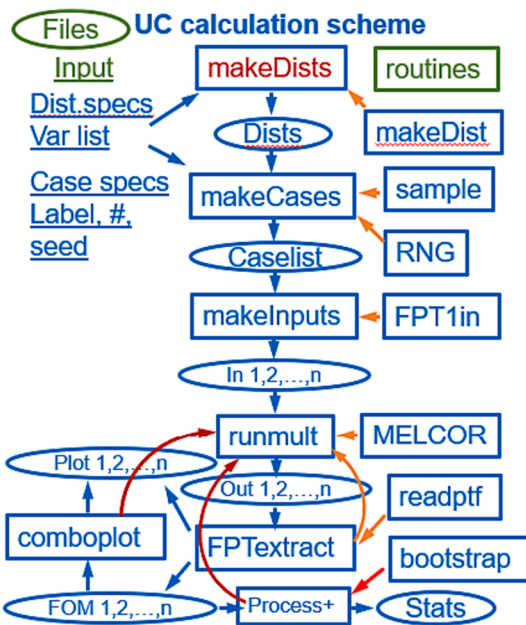 Files
UC calculation scheme
Input
makeDists
routines
Dist.specs
Var list
Dists
makeDist
Case specs
Label, #,
seed
makeCases
sample
RNG
Caselist
makeInputs
FPT1in
In 1,2,...,n
runmult
MELCOR
Plot 1,2,...,n
Out 1,2,...,n
readptf
comboplot
FPTextract
bootstrap
FOM 1,2,...,n
Process+
Stats